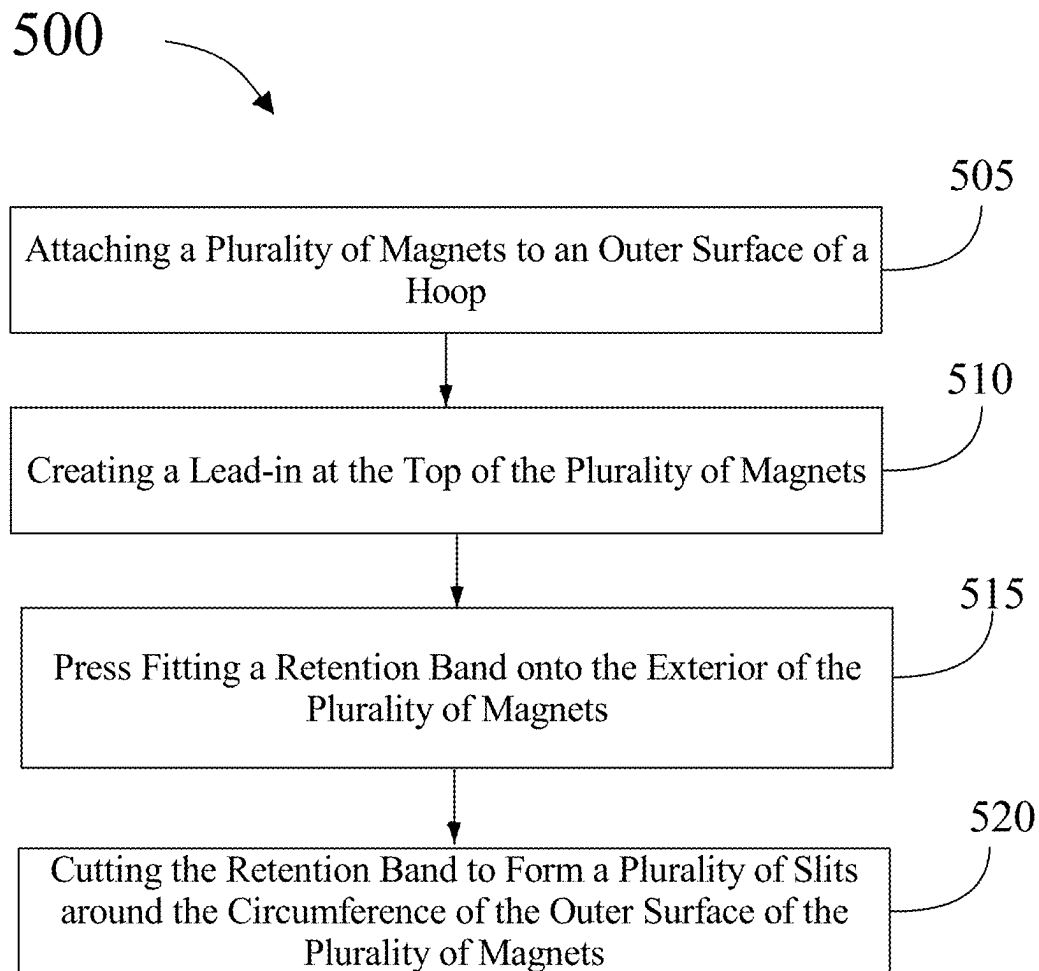 500
505
Attaching a Plurality of Magnets to an Outer Surface of a
Hoop
510
Creating a Lead-in at the Top of the Plurality of Magnets
515
Press Fitting a Retention Band onto the Exterior of the
Plurality of Magnets
520
Cutting the Retention Band to Form a Plurality of Slits
around the Circumference of the Outer Surface of the
Plurality of Magnets